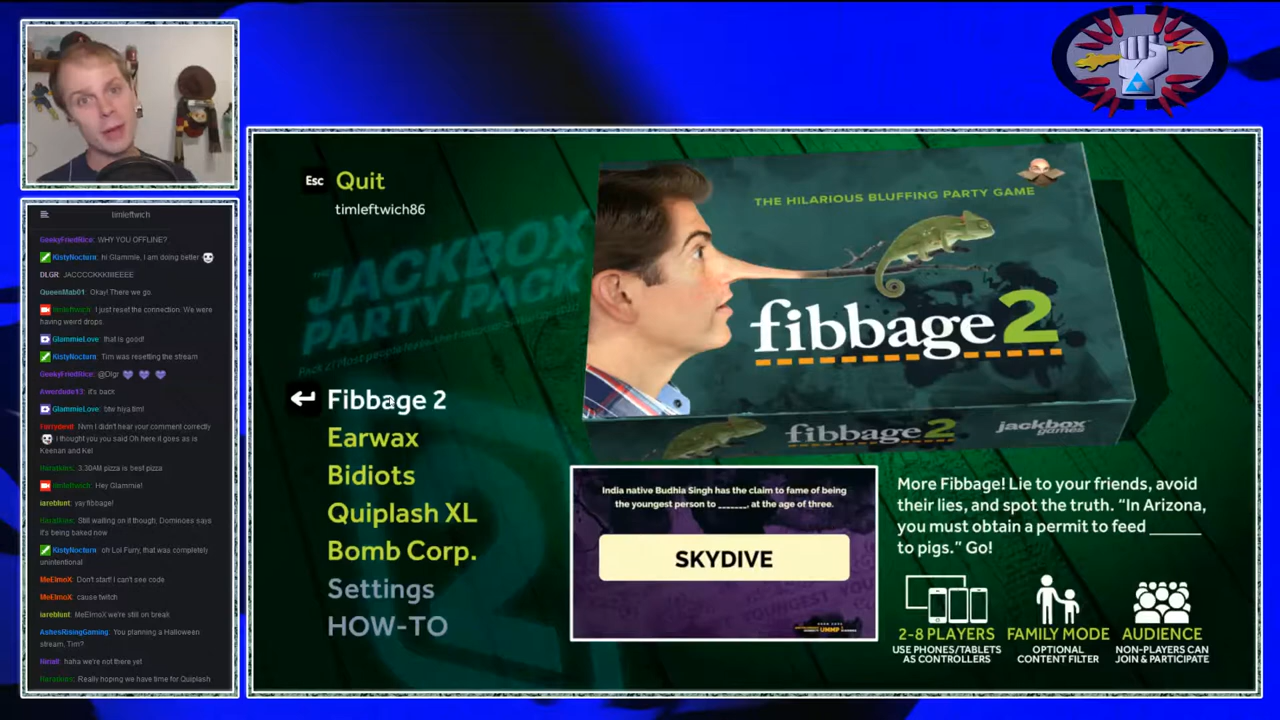 timleftwich
GeekyFriedRice: WHY YOU OFFLINE?
KistyNocturn: hi Glammie, I am doing better
DLGR: JACCCCKKKBEEEE
QueenMab01: Okay! There we go.
I just reset the connection. We were
having weird drops.
GlammieLove: that is good!
KistyNocturn: Tim was resetting the stream
GeekyFriedRice: @Dlgr
it's back
GlammieLove: btw hiya tim!
Nvm I didn't hear your comment correctly
I thought you you said Oh here it goes as is
Keenan and Kel
3.30AM pizza is best pizza
Hey Glammie!
iareblunt: yay fibbage!
Still waiting on it though, Dominoes says
it's being baked now
KistyNocturn: oh Lol Furry, that was completely
unintentional
MeElmoX: Don't start! I can't see code
MeElmoX: cause twitch
iareblunt: MeElmoX we're still on break
AshesRisingGaming: You planning a Halloween
stream, Tim?
haha we're not there yet
Really hoping we have time for Quiplash
Esc Quit
timleftwich86
THE
JACKBOX
PARTY PACK
Fibbage 2
Earwax
Bidiots
Quiplash XL
Bomb Corp.
Settings
HOW-TO
THE HILARIOUS BLUFFING PARTY GAME
fibbage 2
fibbage 2
jackbox
games
India native Budhia Singh has the claim to fame of being
the youngest person to _______, at the age of three.
SKYDIVE
More Fibbage! Lie to your friends, avoid
their lies, and spot the truth. “In Arizona,
you must obtain a permit to feed ______
to pigs.” Go!
2-8 PLAYERS
USE PHONES/TABLETS
AS CONTROLLERS
FAMILY MODE
OPTIONAL
CONTENT FILTER
AUDIENCE
NON-PLAYERS CAN
JOIN & PARTICIPATE